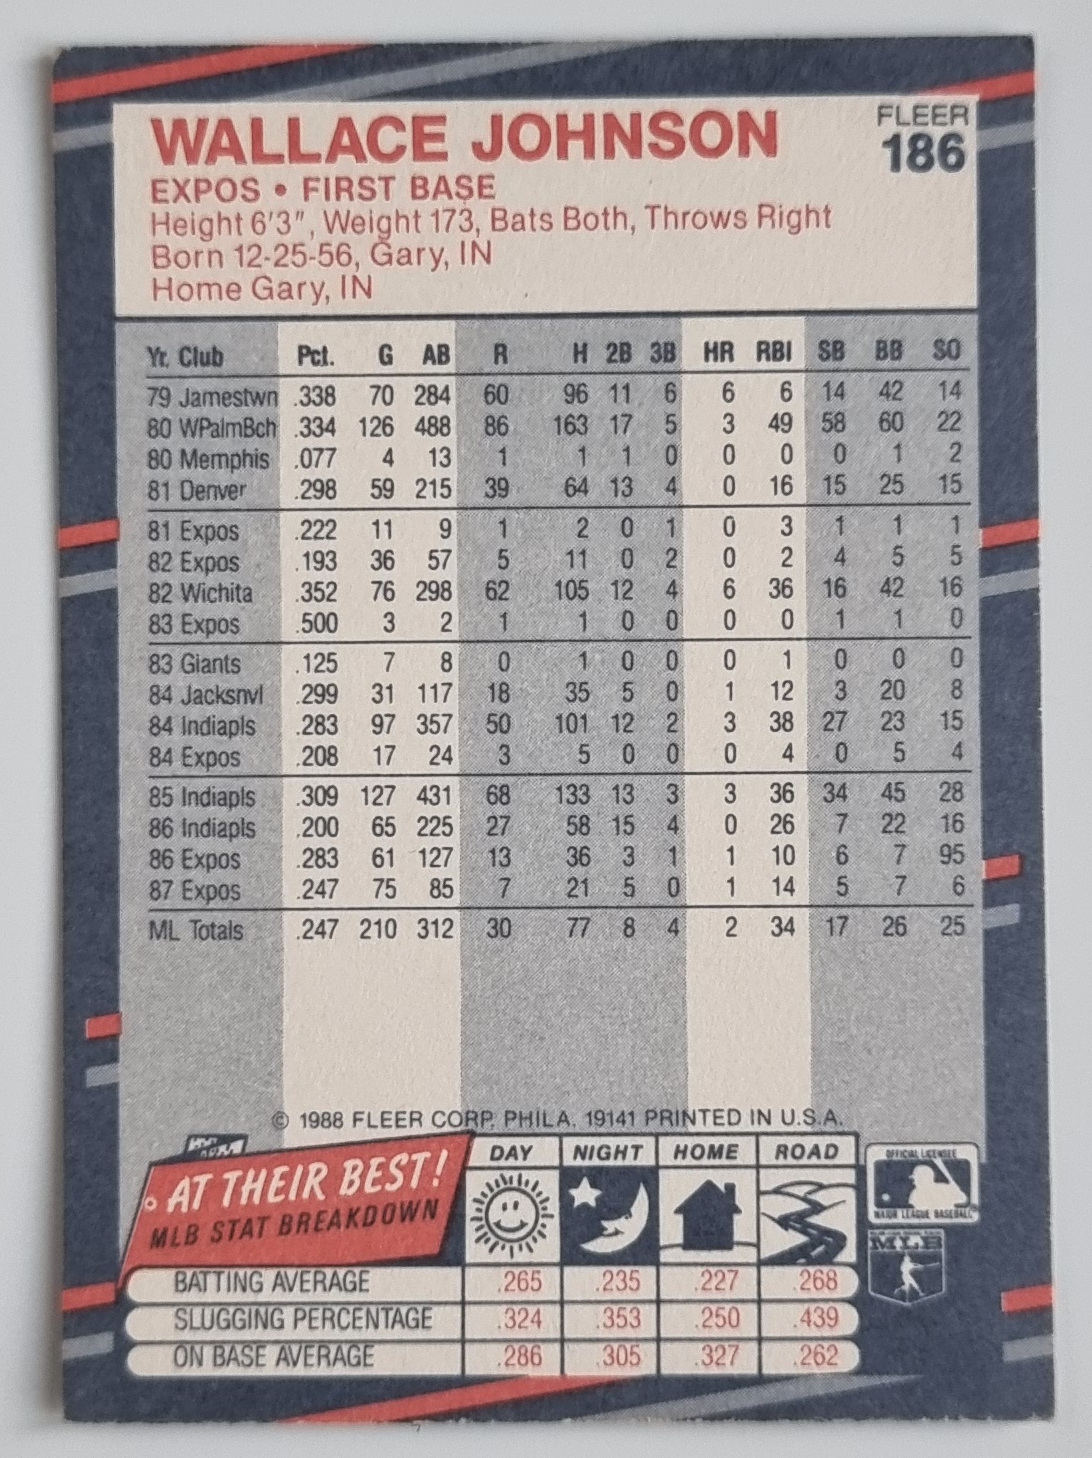 WALLACE JOHNSON
FLEER
186
EXPOS • FIRST BASE
Height 6'3", Weight 173, Bats Both, Throws Right
Born 12-25-56, Gary, IN
Home Gary, IN
Yr. Club Pct. G AB R H 2B 3B HR RBI SB BB SO
79 Jamestwn .338 70 284 60 96 11 6 6 6 14 42 14
80 WPalmBch .334 126 488 86 163 17 5 3 49 58 60 22
80 Memphis .077 4 13 1 1 1 0 0 0 0 1 2
81 Denver .298 59 215 39 64 13 4 0 16 15 25 15
81 Expos .222 11 9 1 2 0 1 0 3 1 1 1
82 Expos .193 36 57 5 11 0 2 0 2 4 5 5
82 Wichita .352 76 298 62 105 12 4 6 36 16 42 16
83 Expos .500 3 2 1 1 0 0 0 0 1 1 0
83 Giants .125 7 8 0 1 0 0 0 1 0 0 0
84 Jacksnvl .299 31 117 18 35 5 0 1 12 3 20 8
84 Indiapls .283 97 357 50 101 12 2 3 38 27 23 15
84 Expos .208 17 24 3 5 0 0 0 4 0 5 4
85 Indiapls .309 127 431 68 133 13 3 3 36 34 45 28
86 Indiapls .200 65 225 27 58 15 4 0 26 7 22 16
86 Expos .283 61 127 13 36 3 1 1 10 6 7 95
87 Expos .247 75 85 7 21 5 0 1 14 5 7 6
ML Totals .247 210 312 30 77 8 4 2 34 17 26 25
© 1988 FLEER CORP. PHILA. 19141 PRINTED IN U.S.A.
AT THEIR BEST!
MLB STAT BREAKDOWN
DAY NIGHT HOME ROAD
OFFICIAL LICENSEE
MAJOR LEAGUE BASEBALL
MLB
BATTING AVERAGE .265 .235 .227 .268
SLUGGING PERCENTAGE .324 .353 .250 .439
ON BASE AVERAGE .286 .305 .327 .262